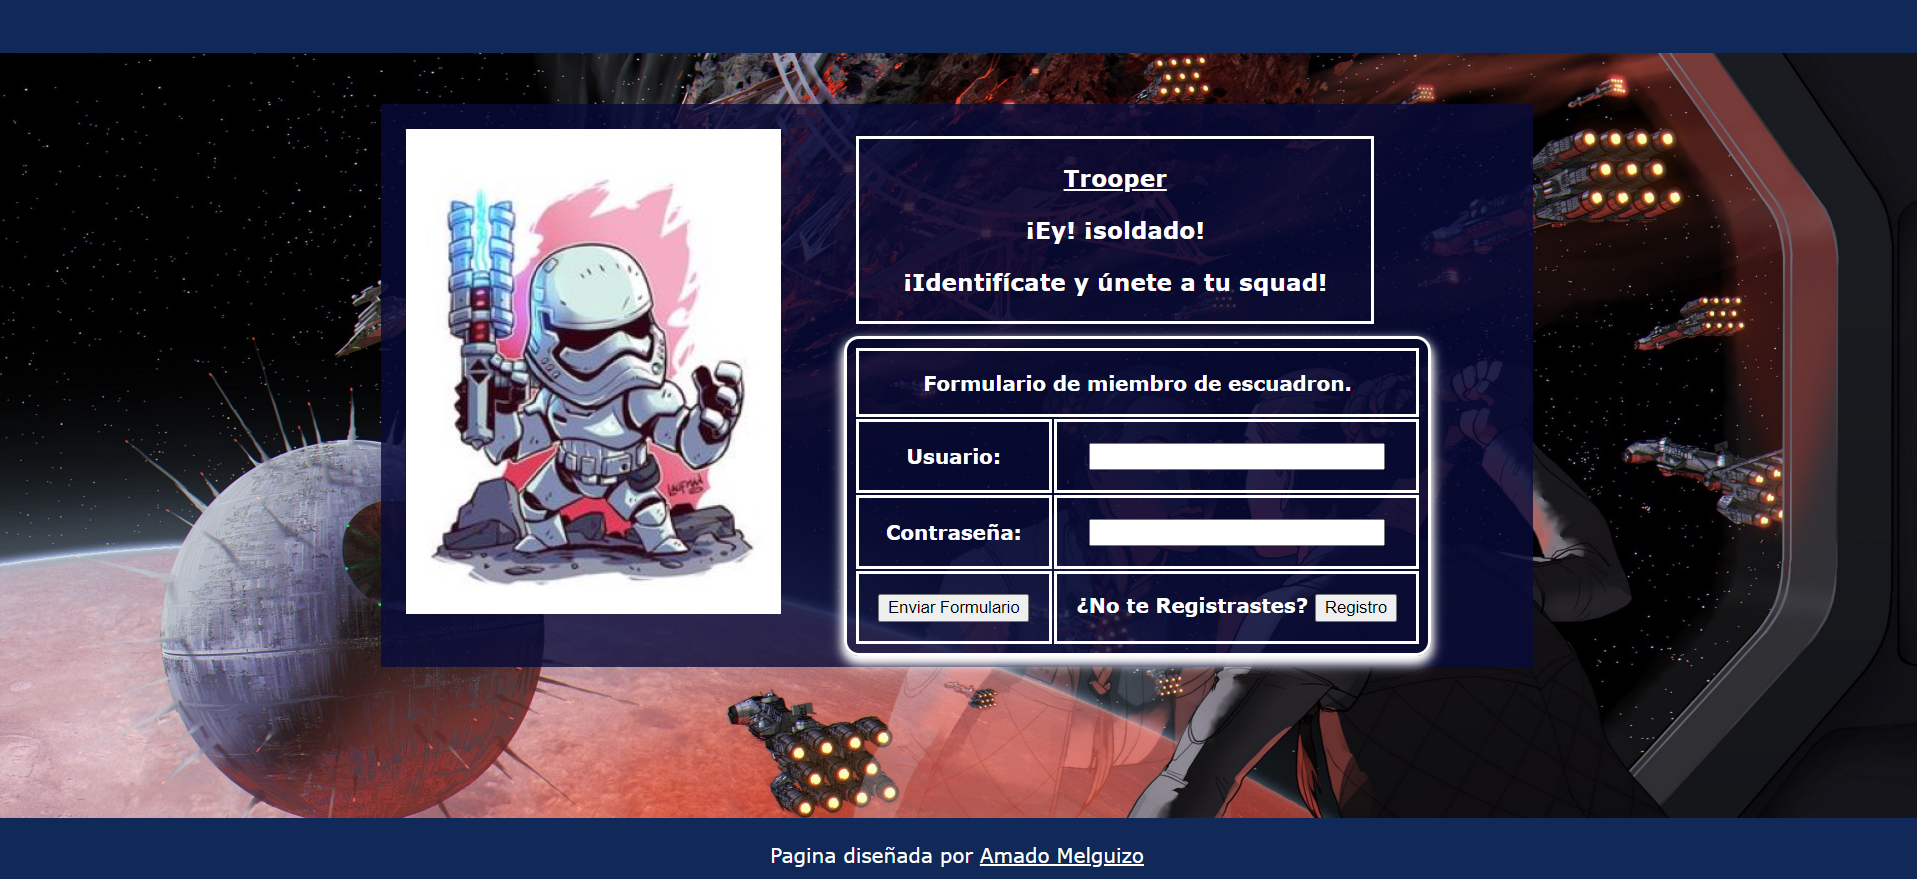 Trooper
¡Ey! ¡soldado!
¡Identifícate y únete a tu squad!
Formulario de miembro de escuadron.
Usuario:
Contraseña:
Enviar Formulario
¿No te Registrastes? Registro
Pagina diseñada por Amado Melguizo